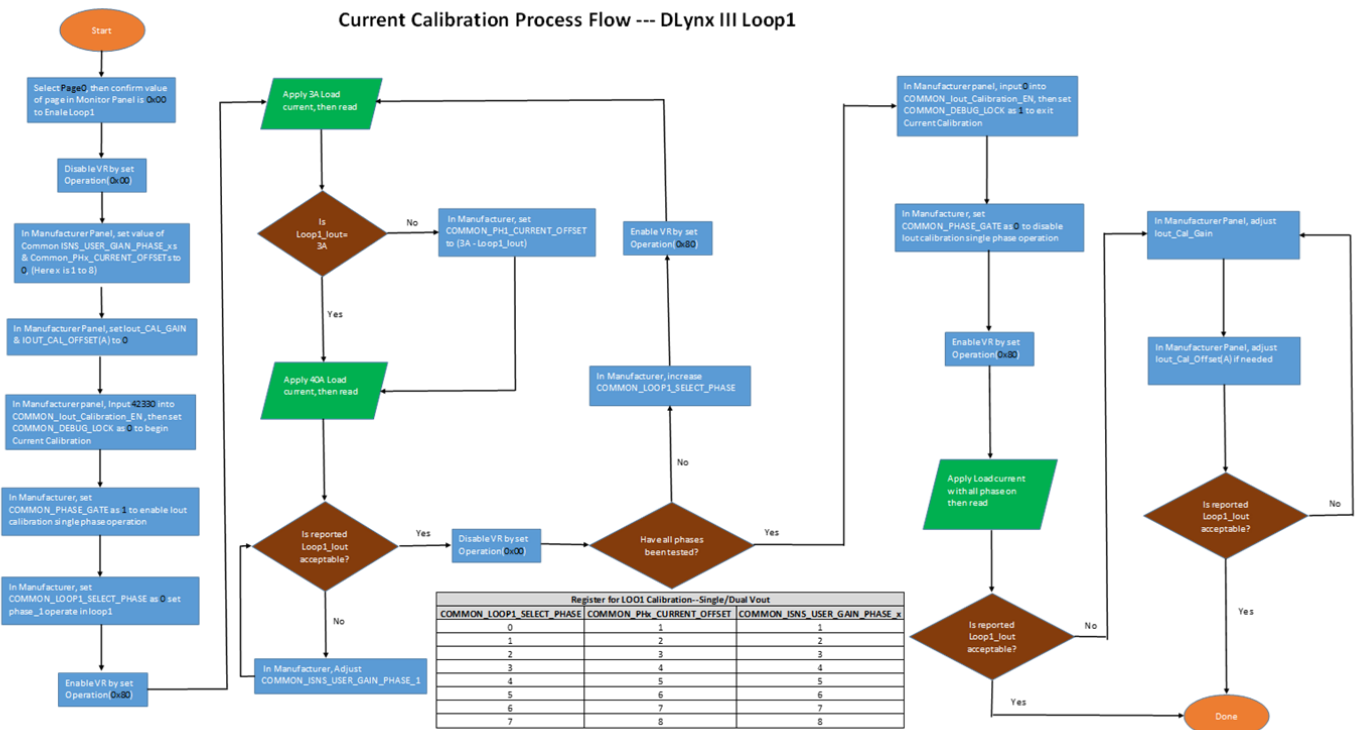 Current Calibration Process Flow --- DLynx III Loop1
Start
Select Page0, then confirm value
of page in Monitor Panel is 0x00
to Enale Loop1
Disable VR by set
Operation(0x00)
In Manufacturer Panel, set value of
Common ISNS_USER_GIAN_PHASE_xs
& Common_PHx_CURRENT_OFFSETs to
0 (Here x is 1 to 8)
In Manufacturer Panel, set Iout_CAL_GAIN
& IOUT_CAL_OFFSET(A) to 0
In Manufacturer panel, Input 42330 into
COMMON_Iout_Calibration_EN, then set
COMMON_DEBUG_LOCK as 0 to begin
Current Calibration
In Manufacturer, set
COMMON_PHASE_GATE as 1 to enable Iout
calibration single phase operation
In Manufacturer, set
COMMON_LOOP1_SELECT_PHASE as 0 set
phase_1 operate in loop1
Enable VR by set
Operation(0x80)
Apply 3A Load
current, then read
Is
Loop1_Iout=
3A
No
In Manufacturer, set
COMMON_PH1_CURRENT_OFFSET
to (3A - Loop1_Iout)
Yes
Apply 40A Load
current, then read
Is reported
Loop1_Iout
acceptable?
No
In Manufacturer, Adjust
COMMON_ISNS_USER_GAIN_PHASE_1
Yes
Disable VR by set
Operation(0x00)
Have all phases
been tested?
No
In Manufacturer, increase
COMMON_LOOP1_SELECT_PHASE
Enable VR by set
Operation(0x80)
Yes
In Manufacturer panel, input 0 into
COMMON_Iout_Calibration_EN, then set
COMMON_DEBUG_LOCK as 1 to exit
Current Calibration
In Manufacturer, set
COMMON_PHASE_GATE as 0 to disable
Iout calibration single phase operation
Enable VR by set
Operation(0x80)
Apply Load current
with all phase on
then read
Is reported
Loop1_Iout
acceptable?
No
Yes
In Manufacturer Panel, adjust
Iout_Cal_Gain
In Manufacturer Panel, adjust
Iout_Cal_Offset(A) if needed
Is reported
Loop1_Iout
acceptable?
No
Yes
Done
Register for LOO1 Calibration--Single/Dual Vout
COMMON_LOOP1_SELECT_PHASE COMMON_PHx_CURRENT_OFFSET COMMON_ISNS_USER_GAIN_PHASE_x
0 1 1
1 2 2
2 3 3
3 4 4
4 5 5
5 6 6
6 7 7
7 8 8